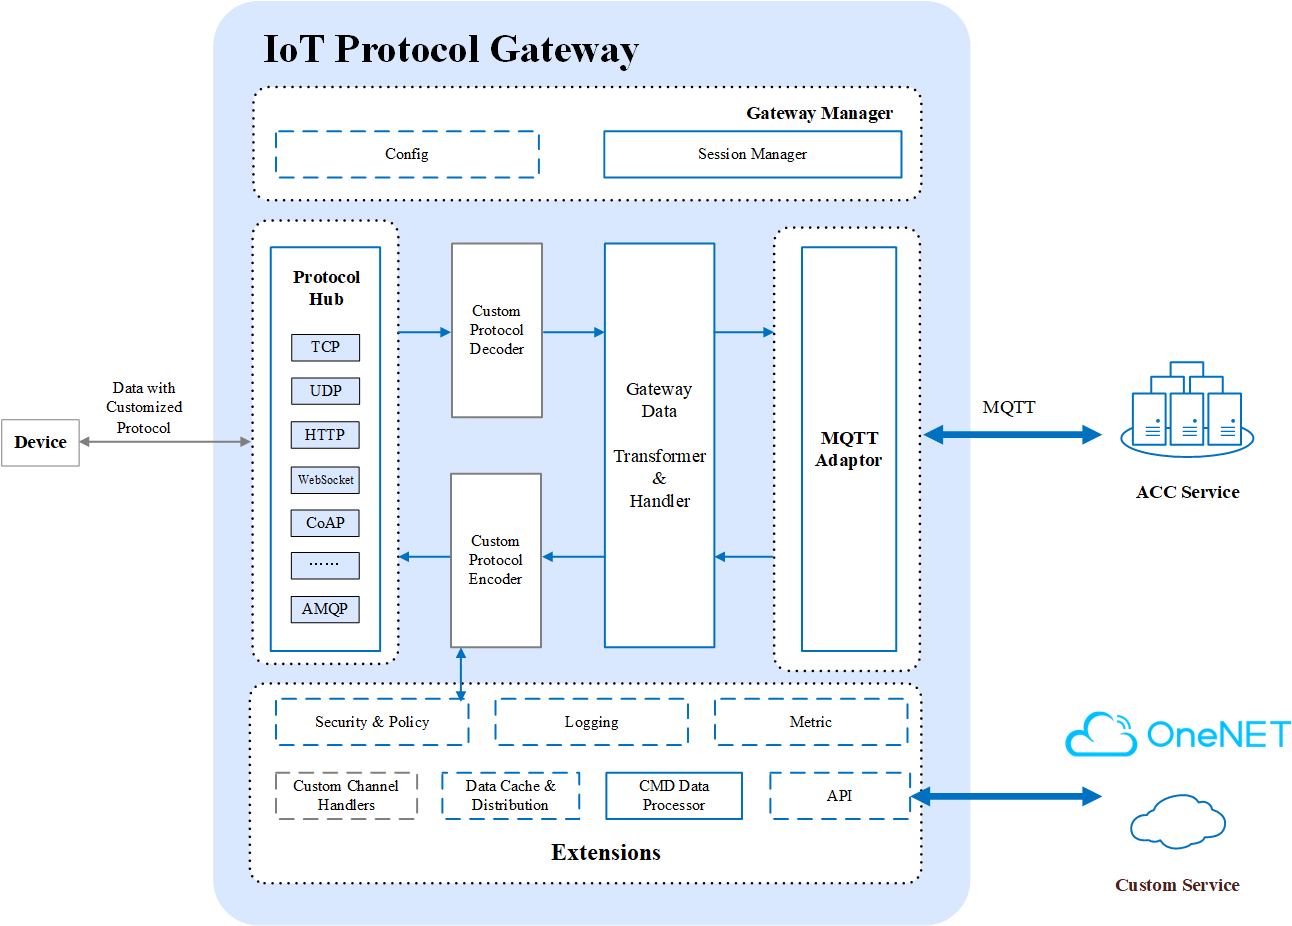 IoT Protocol Gateway
Gateway Manager
Config
Session Manager
Protocol
Hub
TCP
UDP
HTTP
WebSocket
CoAP
······
AMQP
Custom
Protocol
Decoder
Custom
Protocol
Encoder
Gateway
Data
Transformer
&
Handler
MQTT
Adaptor
Data with
Customized
Protocol
Device
MQTT
ACC Service
Security & Policy
Logging
Metric
Custom Channel
Handlers
Data Cache &
Distribution
CMD Data
Processor
API
Extensions
OneNET
Custom Service